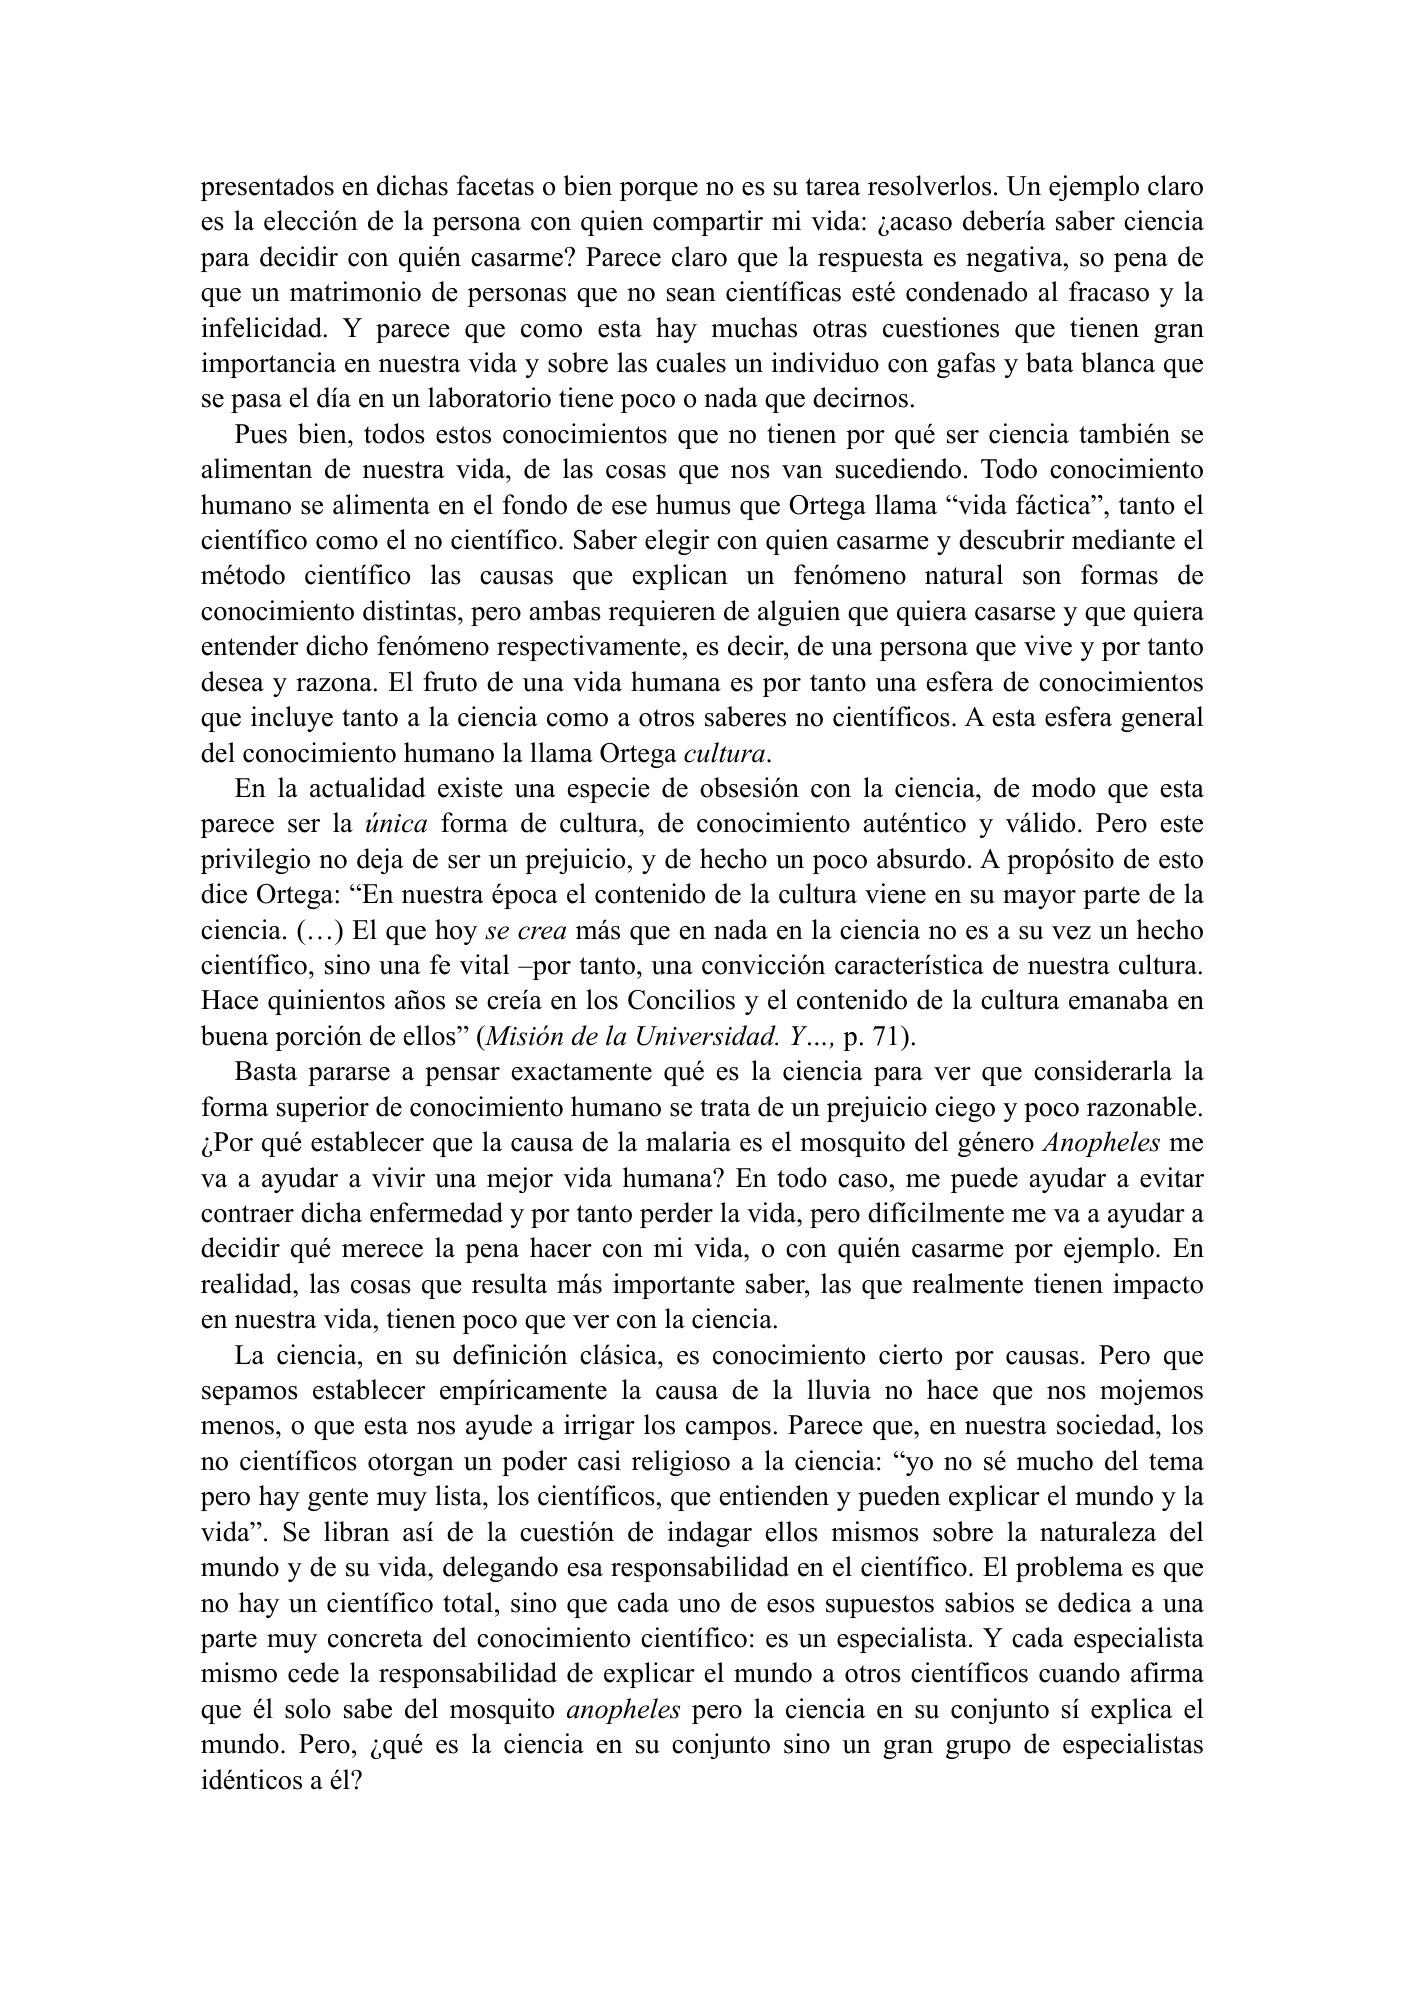 presentados en dichas facetas o bien porque no es su tarea resolverlos. Un ejemplo claro
es la elección de la persona con quien compartir mi vida: ¿acaso debería saber ciencia
para decidir con quién casarme? Parece claro que la respuesta es negativa, so pena de
que un matrimonio de personas que no sean científicas esté condenado al fracaso y la
infelicidad. Y parece que como esta hay muchas otras cuestiones que tienen gran
importancia en nuestra vida y sobre las cuales un individuo con gafas y bata blanca que
se pasa el día en un laboratorio tiene poco o nada que decirnos.
Pues bien, todos estos conocimientos que no tienen por qué ser ciencia también se
alimentan de nuestra vida, de las cosas que nos van sucediendo. Todo conocimiento
humano se alimenta en el fondo de ese humus que Ortega llama “vida fáctica”, tanto el
científico como el no científico. Saber elegir con quien casarme y descubrir mediante el
método científico las causas que explican un fenómeno natural son formas de
conocimiento distintas, pero ambas requieren de alguien que quiera casarse y que quiera
entender dicho fenómeno respectivamente, es decir, de una persona que vive y por tanto
desea y razona. El fruto de una vida humana es por tanto una esfera de conocimientos
que incluye tanto a la ciencia como a otros saberes no científicos. A esta esfera general
del conocimiento humano la llama Ortega cultura.
En la actualidad existe una especie de obsesión con la ciencia, de modo que esta
parece ser la única forma de cultura, de conocimiento auténtico y válido. Pero este
privilegio no deja de ser un prejuicio, y de hecho un poco absurdo. A propósito de esto
dice Ortega: “En nuestra época el contenido de la cultura viene en su mayor parte de la
ciencia. (…) El que hoy se crea más que en nada en la ciencia no es a su vez un hecho
científico, sino una fe vital –por tanto, una convicción característica de nuestra cultura.
Hace quinientos años se creía en los Concilios y el contenido de la cultura emanaba en
buena porción de ellos” (Misión de la Universidad. Y…, p. 71).
Basta pararse a pensar exactamente qué es la ciencia para ver que considerarla la
forma superior de conocimiento humano se trata de un prejuicio ciego y poco razonable.
¿Por qué establecer que la causa de la malaria es el mosquito del género Anopheles me
va a ayudar a vivir una mejor vida humana? En todo caso, me puede ayudar a evitar
contraer dicha enfermedad y por tanto perder la vida, pero difícilmente me va a ayudar a
decidir qué merece la pena hacer con mi vida, o con quién casarme por ejemplo. En
realidad, las cosas que resulta más importante saber, las que realmente tienen impacto
en nuestra vida, tienen poco que ver con la ciencia.
La ciencia, en su definición clásica, es conocimiento cierto por causas. Pero que
sepamos establecer empíricamente la causa de la lluvia no hace que nos mojemos
menos, o que esta nos ayude a irrigar los campos. Parece que, en nuestra sociedad, los
no científicos otorgan un poder casi religioso a la ciencia: “yo no sé mucho del tema
pero hay gente muy lista, los científicos, que entienden y pueden explicar el mundo y la
vida”. Se libran así de la cuestión de indagar ellos mismos sobre la naturaleza del
mundo y de su vida, delegando esa responsabilidad en el científico. El problema es que
no hay un científico total, sino que cada uno de esos supuestos sabios se dedica a una
parte muy concreta del conocimiento científico: es un especialista. Y cada especialista
mismo cede la responsabilidad de explicar el mundo a otros científicos cuando afirma
que él solo sabe del mosquito anopheles pero la ciencia en su conjunto sí explica el
mundo. Pero, ¿qué es la ciencia en su conjunto sino un gran grupo de especialistas
idénticos a él?